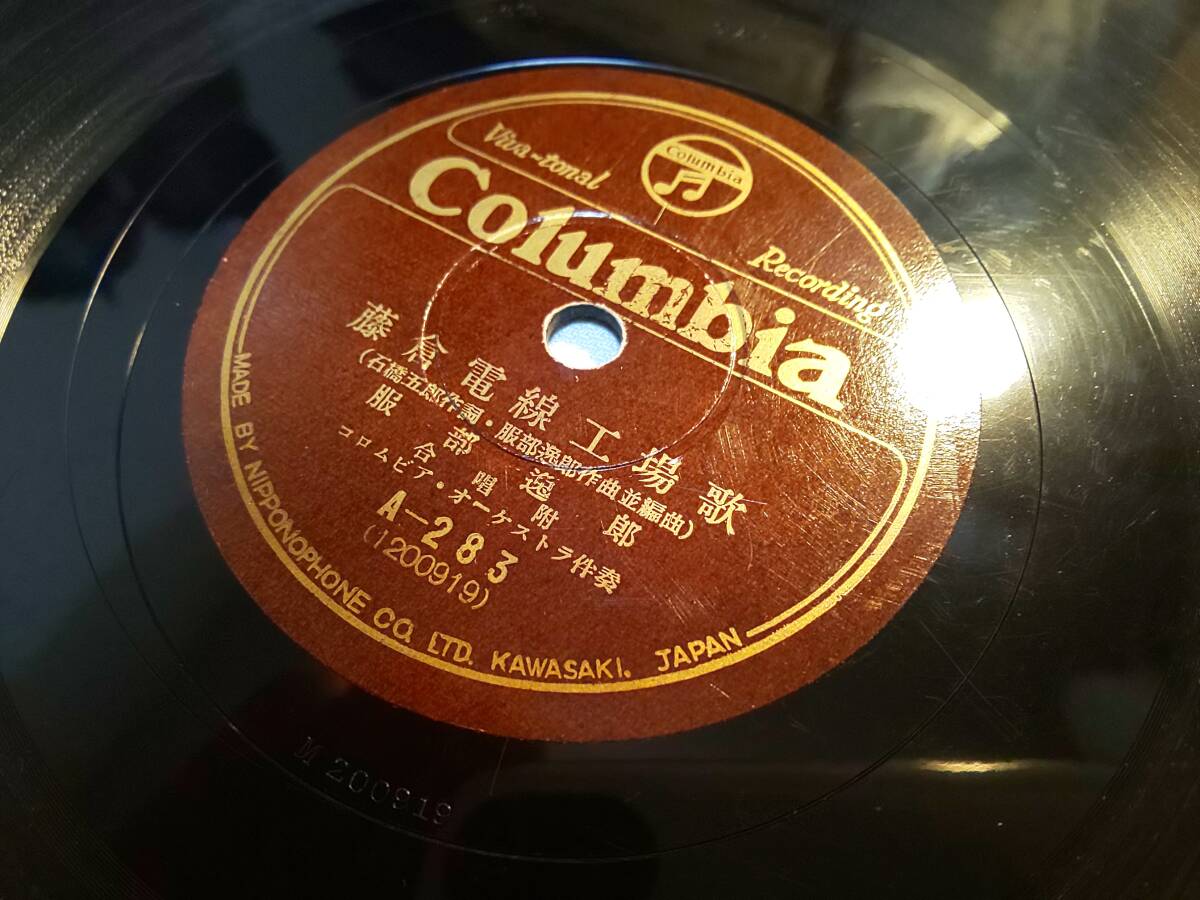 Columbia
Viva-tonal
Recording
Columbia
藤倉電線工場歌
(石橋五郎作詞・服部逸郎作曲並編曲)
服部逸郎
合唱附
コロムビア・オーケストラ伴奏
A-283
(1200919)
MADE BY NIPPONOPHONE CO. LTD. KAWASAKI. JAPAN
M 200919